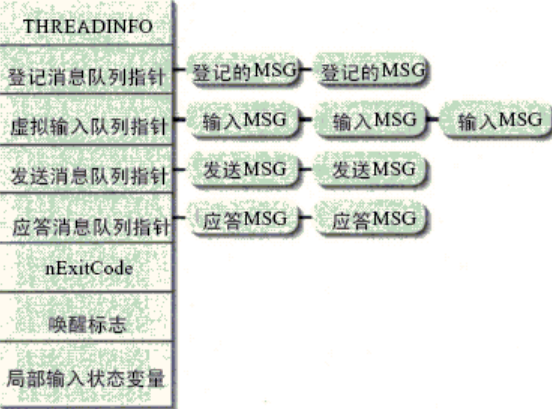 THREADINFO
登记消息队列指针 登记的MSG 登记的MSG
虚拟输入队列指针 输入MSG 输入MSG 输入MSG
发送消息队列指针 发送MSG 发送MSG
应答消息队列指针 应答MSG 应答MSG
nExitCode
唤醒标志
局部输入状态变量